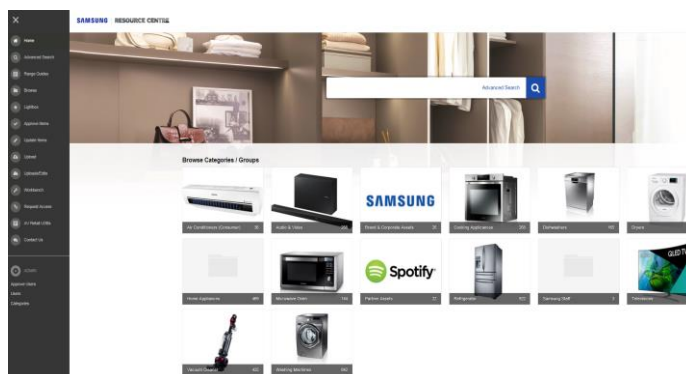 SAMSUNG RESOURCE CENTRE
Home
Advanced Search
Range Guides
Browse
Lightbox
Approve Items
Update Items
Upload
Uploads/Edits
Workbench
Request Access
Contact Us
Approve Users
Users
Categories
Advanced Search
Browse Categories / Groups
Air Conditioners (Consumer)
Audio & Video
SAMSUNG
Brand & Corporate Assets
Cooking Appliances
Dishwashers
Dryers
Home Appliances
Microwave Oven
Spotify
Partner Assets
Refrigerator
Samsung Staff
QLED TV
Televisions
Vacuum Cleaner
Washing Machines